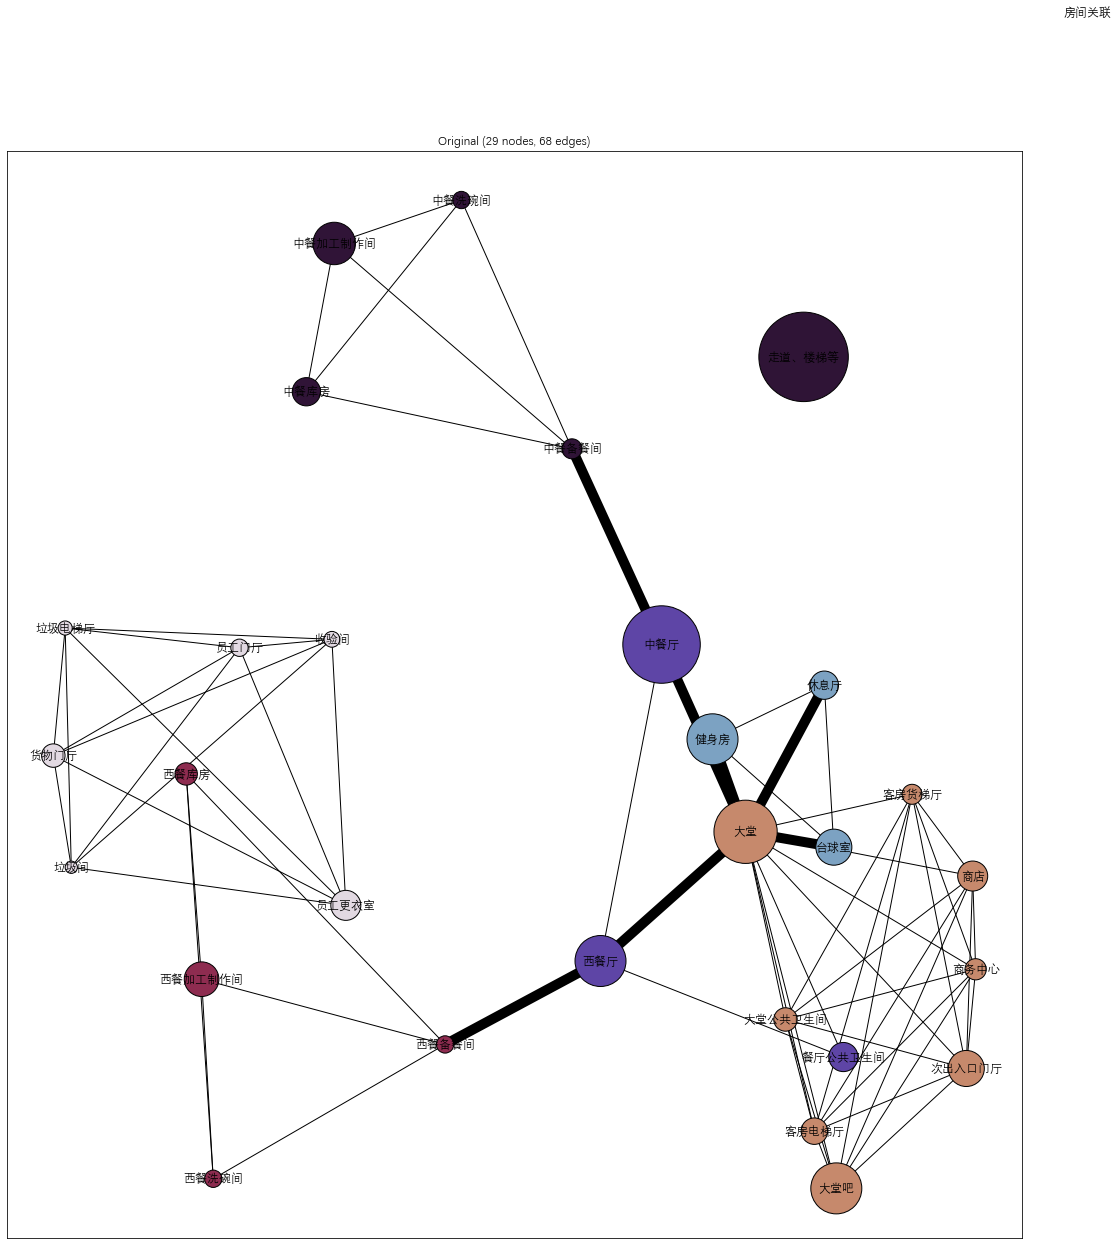 房间关联
Original (29 nodes, 68 edges)
中餐洗碗间
中餐加工制作间
走道、楼梯等
中餐库房
中餐备餐间
垃圾电梯厅
收验间
员工门厅
中餐厅
休息厅
健身房
货物门厅
西餐库房
客房货梯厅
大堂
台球室
垃圾间
商店
员工更衣室
西餐厅
商务中心
西餐加工制作间
大堂公共卫生间
西餐备餐间
餐厅公共卫生间
次出入口门厅
客房电梯厅
西餐洗碗间
大堂吧